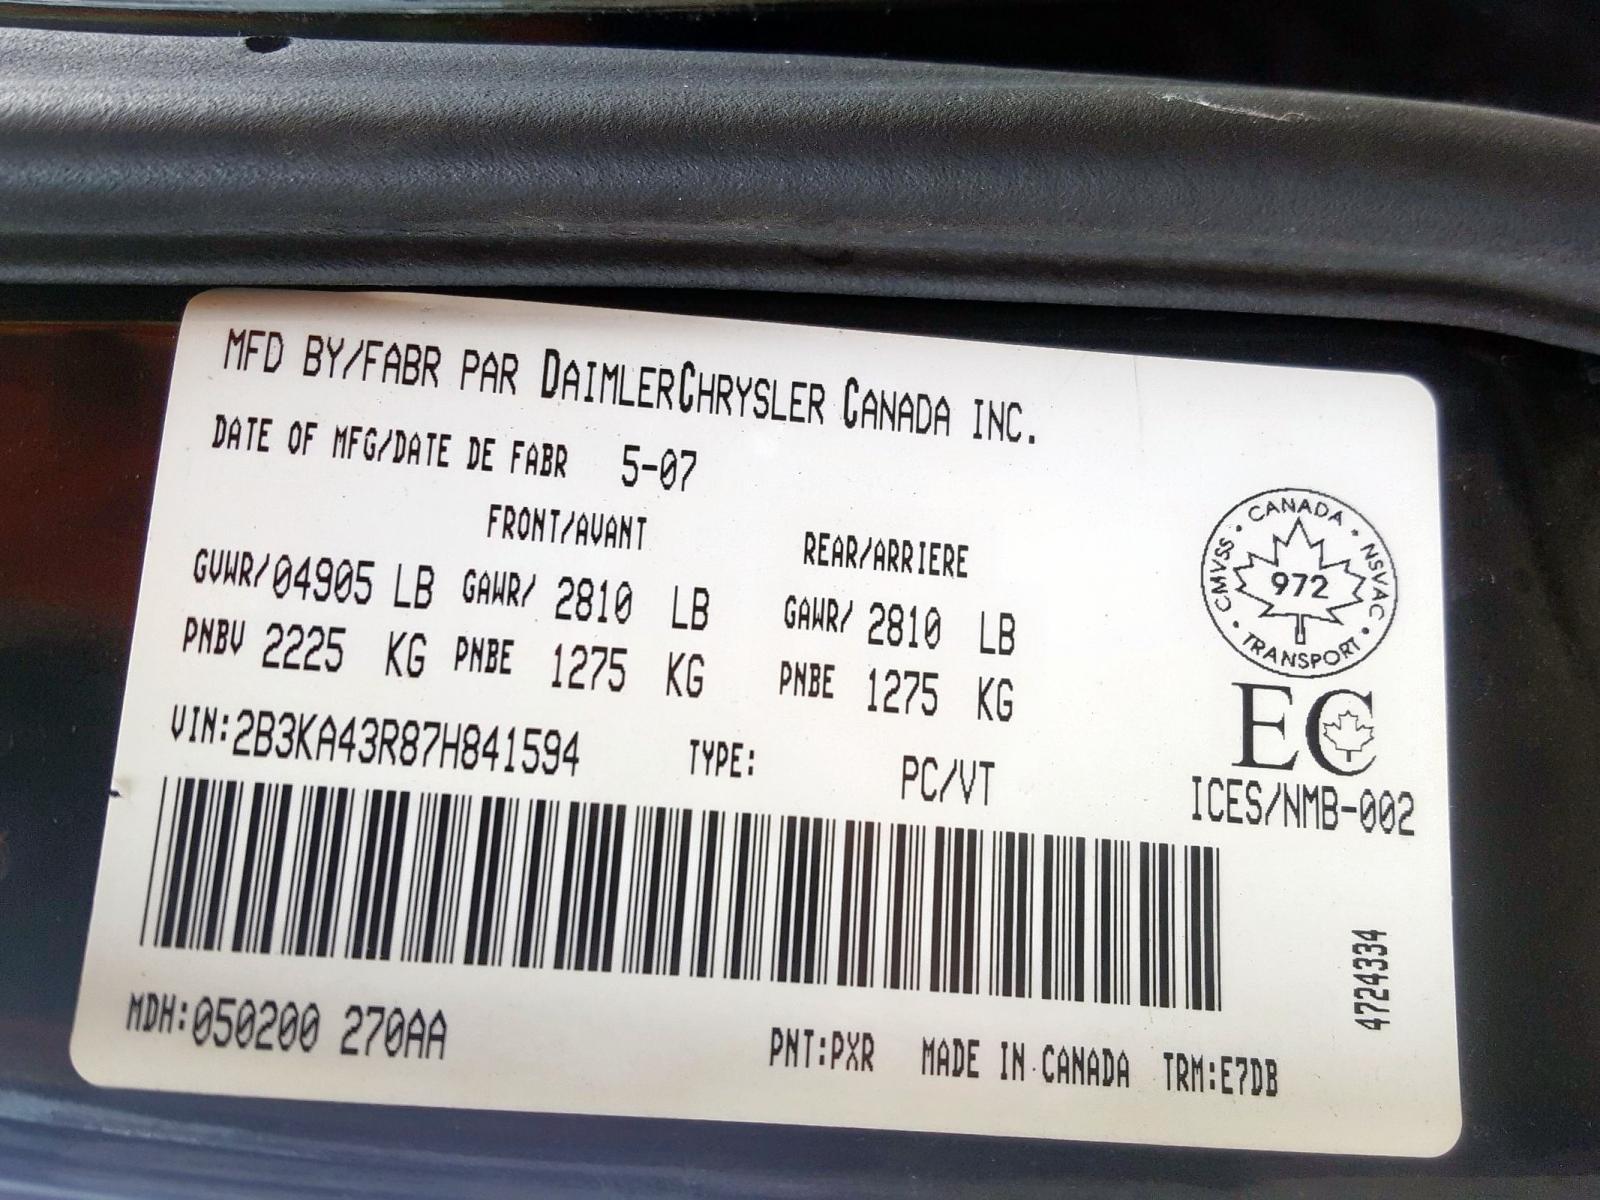 MFD BY/FABR PAR DAIMLERCHRYSLER CANADA INC.
DATE OF MFG/DATE DE FABR 5-07
FRONT/AVANT REAR/ARRIERE
GVWR/04905 LB GAWR/ 2810 LB GAWR/ 2810 LB
PNBV 2225 KG PNBE 1275 KG PNBE 1275 KG
VIN:2B3KA43R87H841594 TYPE: PC/VT
CANADA • NSVAC • TRANSPORT • CMVSS •
972
EC
ICES/NMB-002
4724334
MDH:050200 270AA PNT:PXR MADE IN CANADA TRM:E7DB